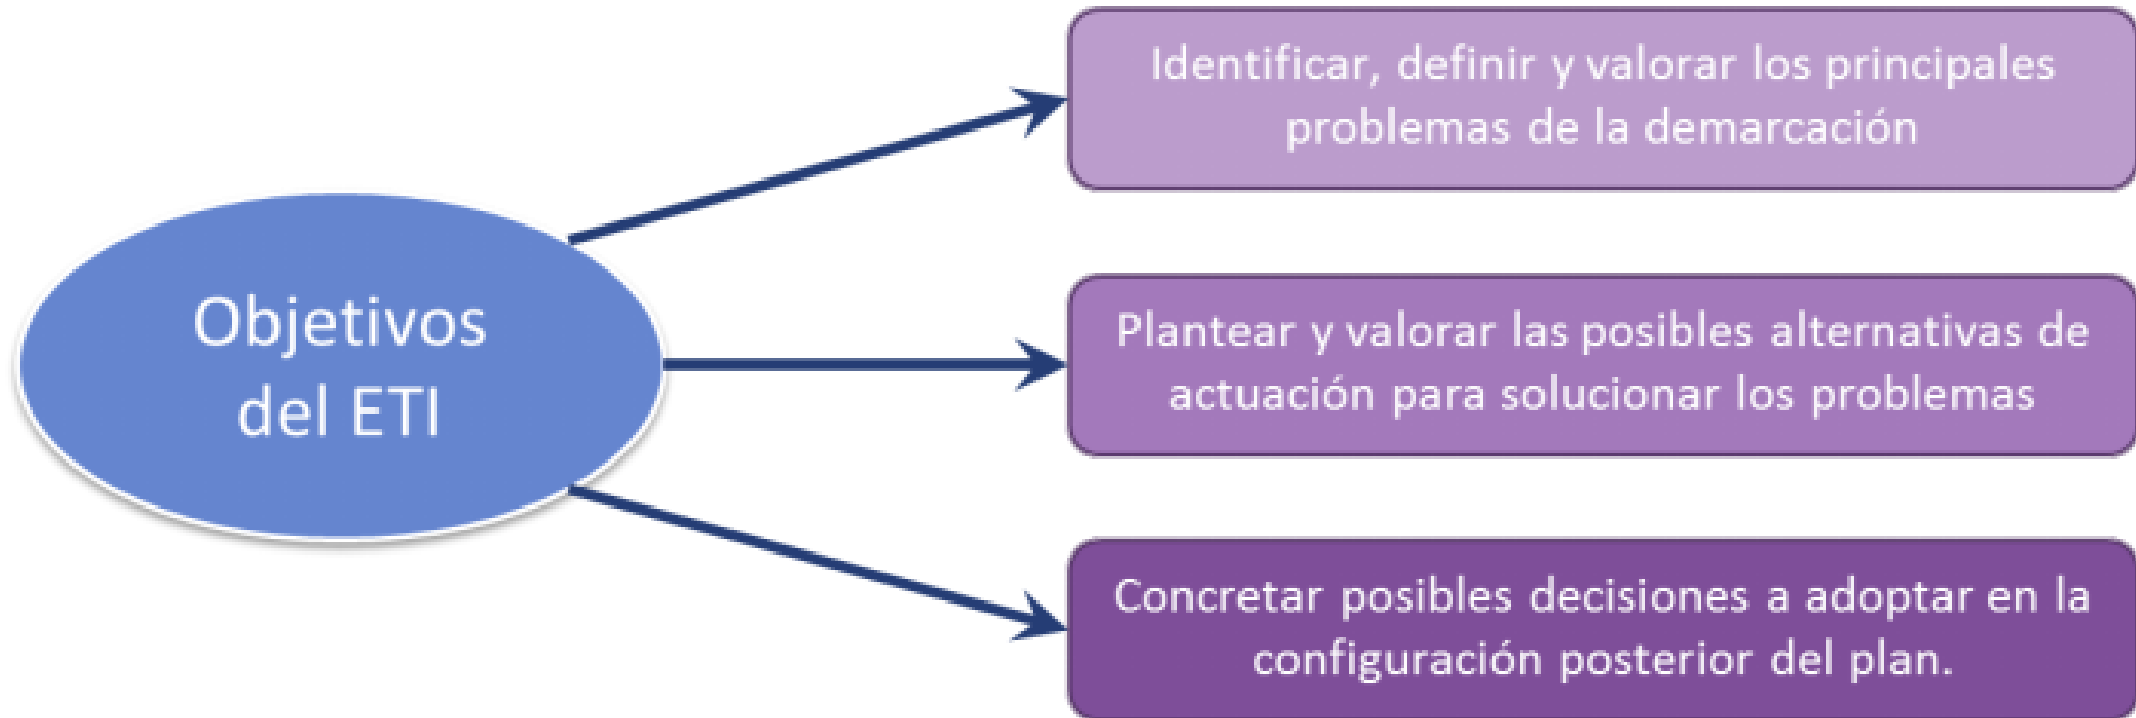 Objetivos
del ETI
Identificar, definir y valorar los principales
problemas de la demarcación
Plantear y valorar las posibles alternativas de
actuación para solucionar los problemas
Concretar posibles decisiones a adoptar en la
configuración posterior del plan.